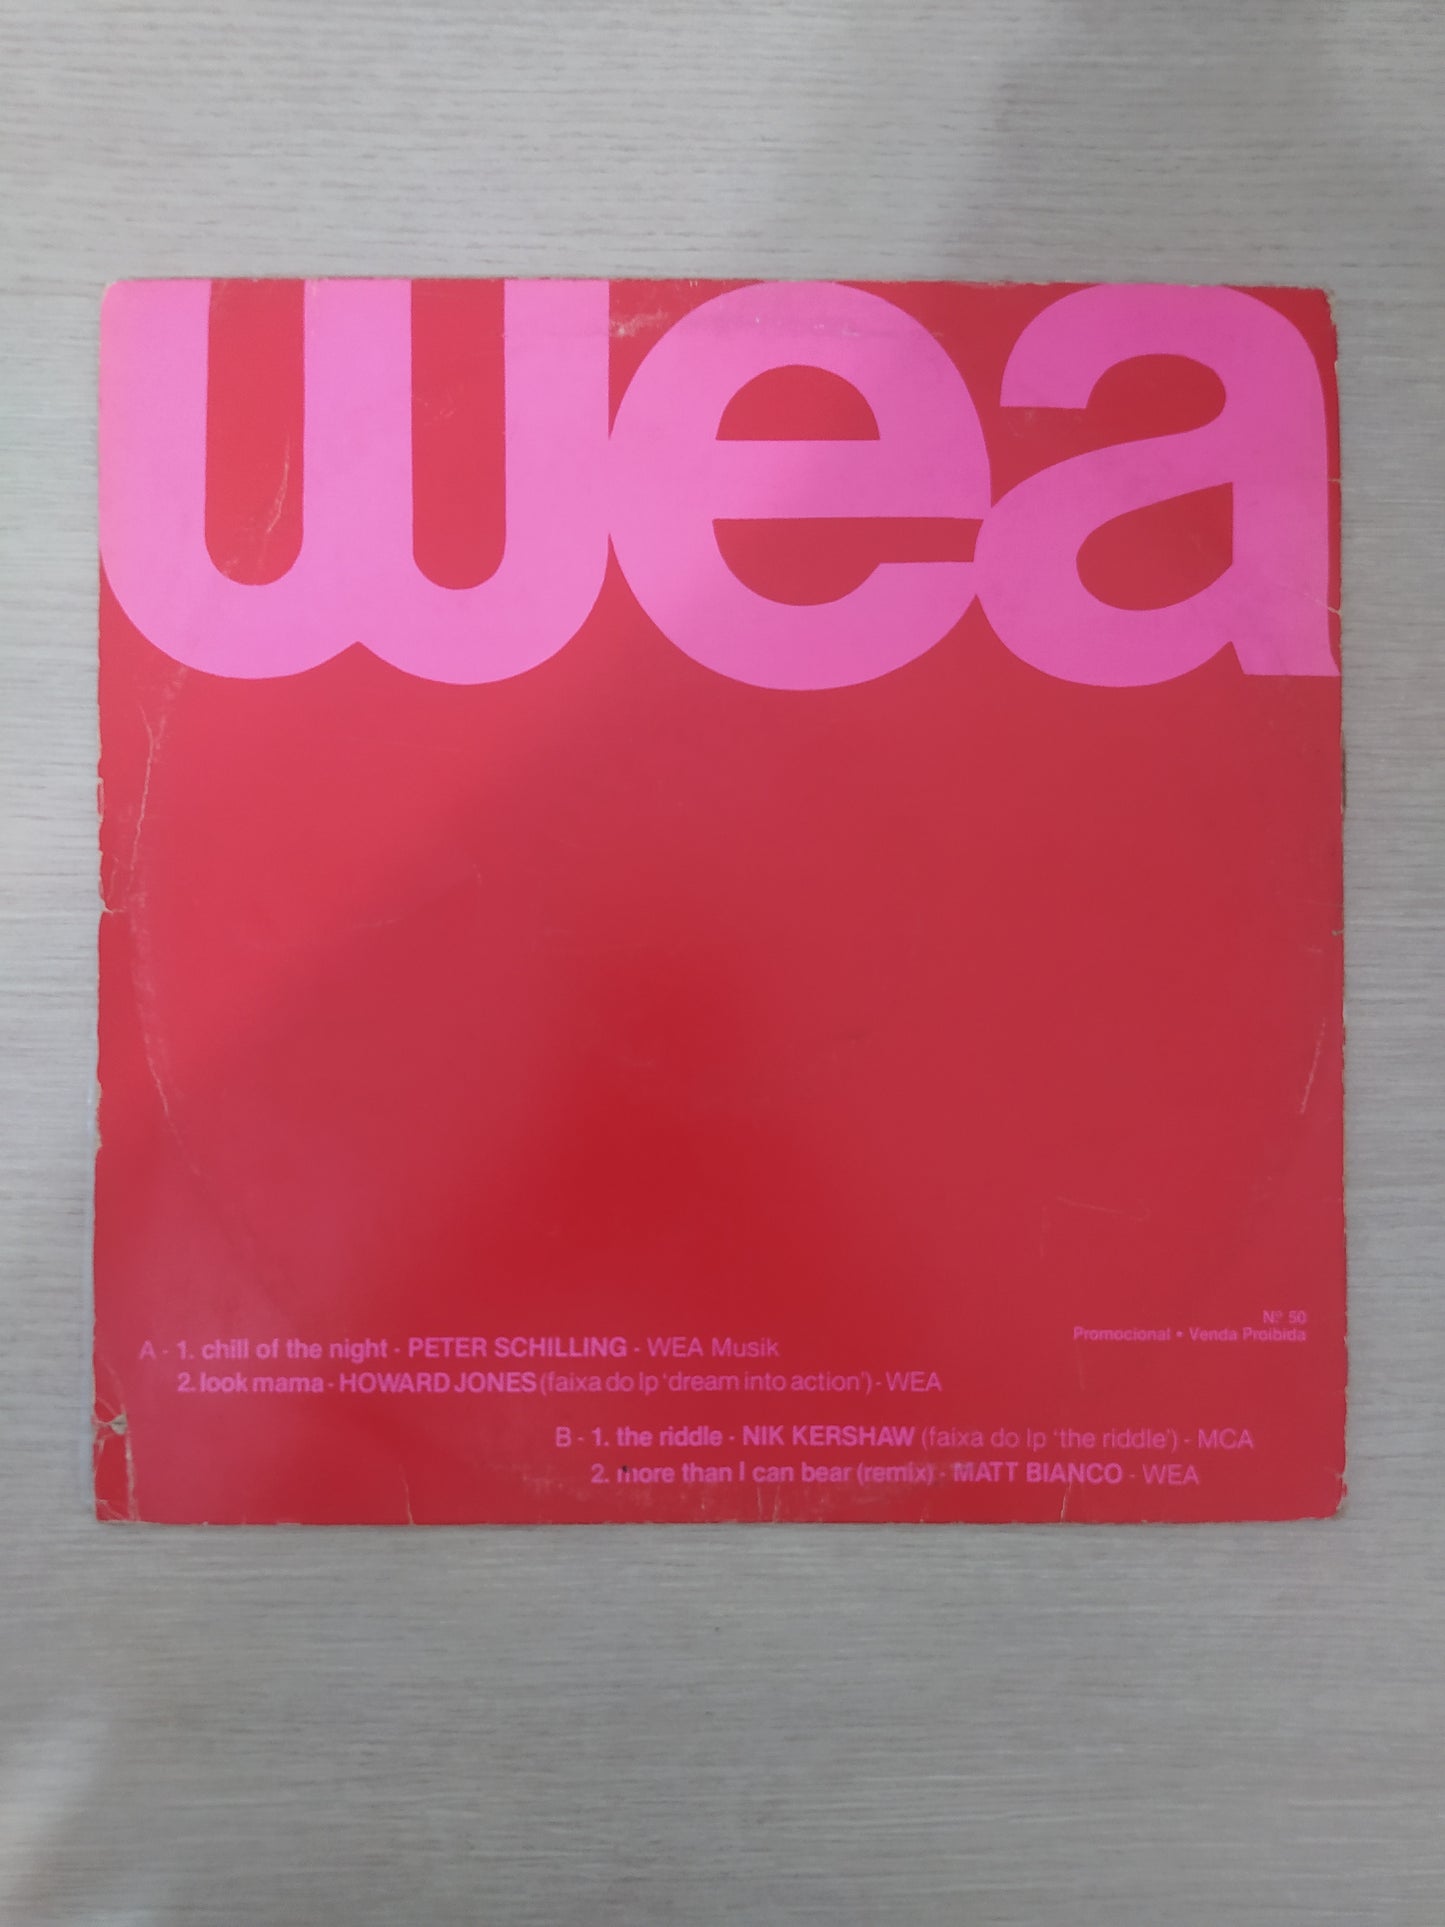 wea
Nº 50
Promocional • Venda Proibida
A - 1. chill of the night - PETER SCHILLING - WEA Musik
2. look mama - HOWARD JONES (faixa do lp ‘dream into action’) - WEA
B - 1. the riddle - NIK KERSHAW (faixa do lp ‘the riddle’) - MCA
2. more than I can bear (remix) - MATT BIANCO - WEA